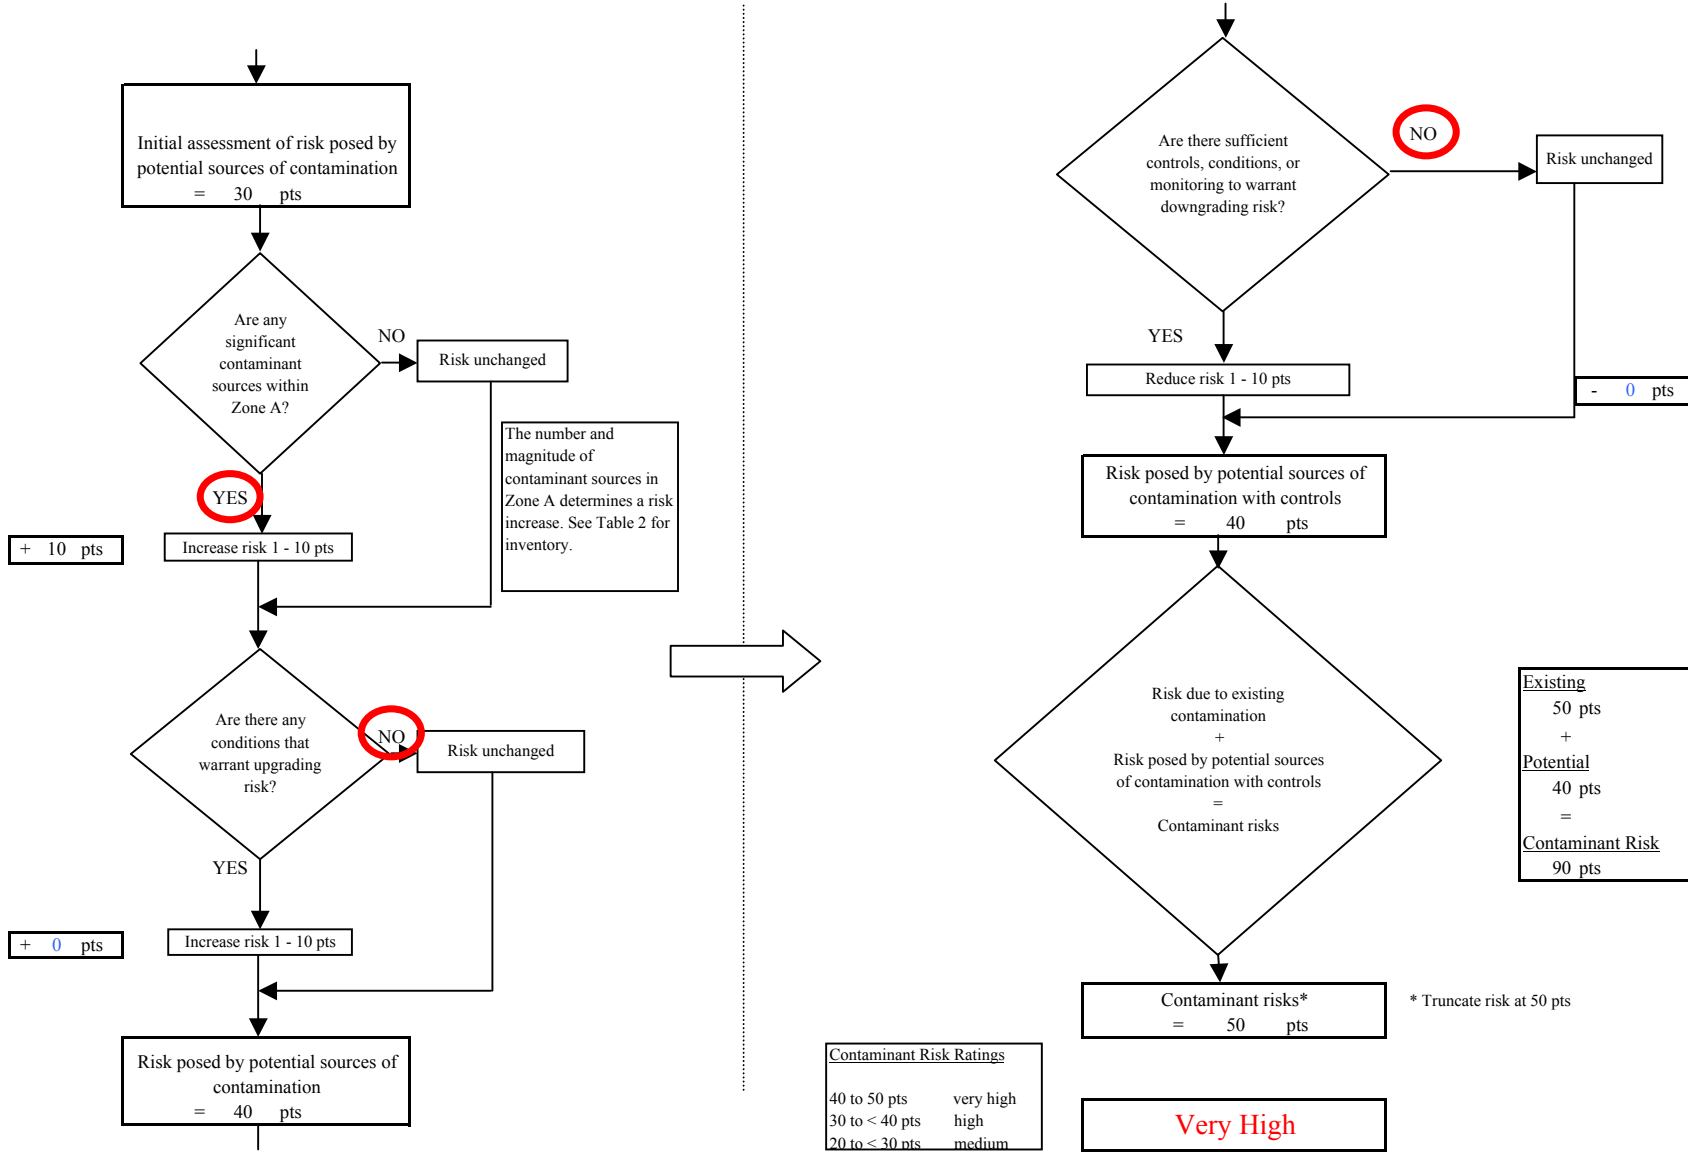 Initial assessment of risk posed by
potential sources of contamination
= 30 pts
Are any
significant
contaminant
sources within
Zone A?
NO
Risk unchanged
The number and
magnitude of
contaminant sources in
Zone A determines a risk
increase. See Table 2 for
inventory.
YES
+ 10 pts
Increase risk 1 - 10 pts
Are there any
conditions that
warrant upgrading
risk?
NO
Risk unchanged
YES
+ 0 pts
Increase risk 1 - 10 pts
Risk posed by potential sources of
contamination
= 40 pts
Are there sufficient
controls, conditions, or
monitoring to warrant
downgrading risk?
NO
Risk unchanged
YES
Reduce risk 1 - 10 pts
- 0 pts
Risk posed by potential sources of
contamination with controls
= 40 pts
Risk due to existing
contamination
+
Risk posed by potential sources
of contamination with controls
=
Contaminant risks
Existing
50 pts
+
Potential
40 pts
=
Contaminant Risk
90 pts
Contaminant risks*
= 50 pts
* Truncate risk at 50 pts
Contaminant Risk Ratings
40 to 50 pts very high
30 to < 40 pts high
20 to < 30 pts medium
Very High